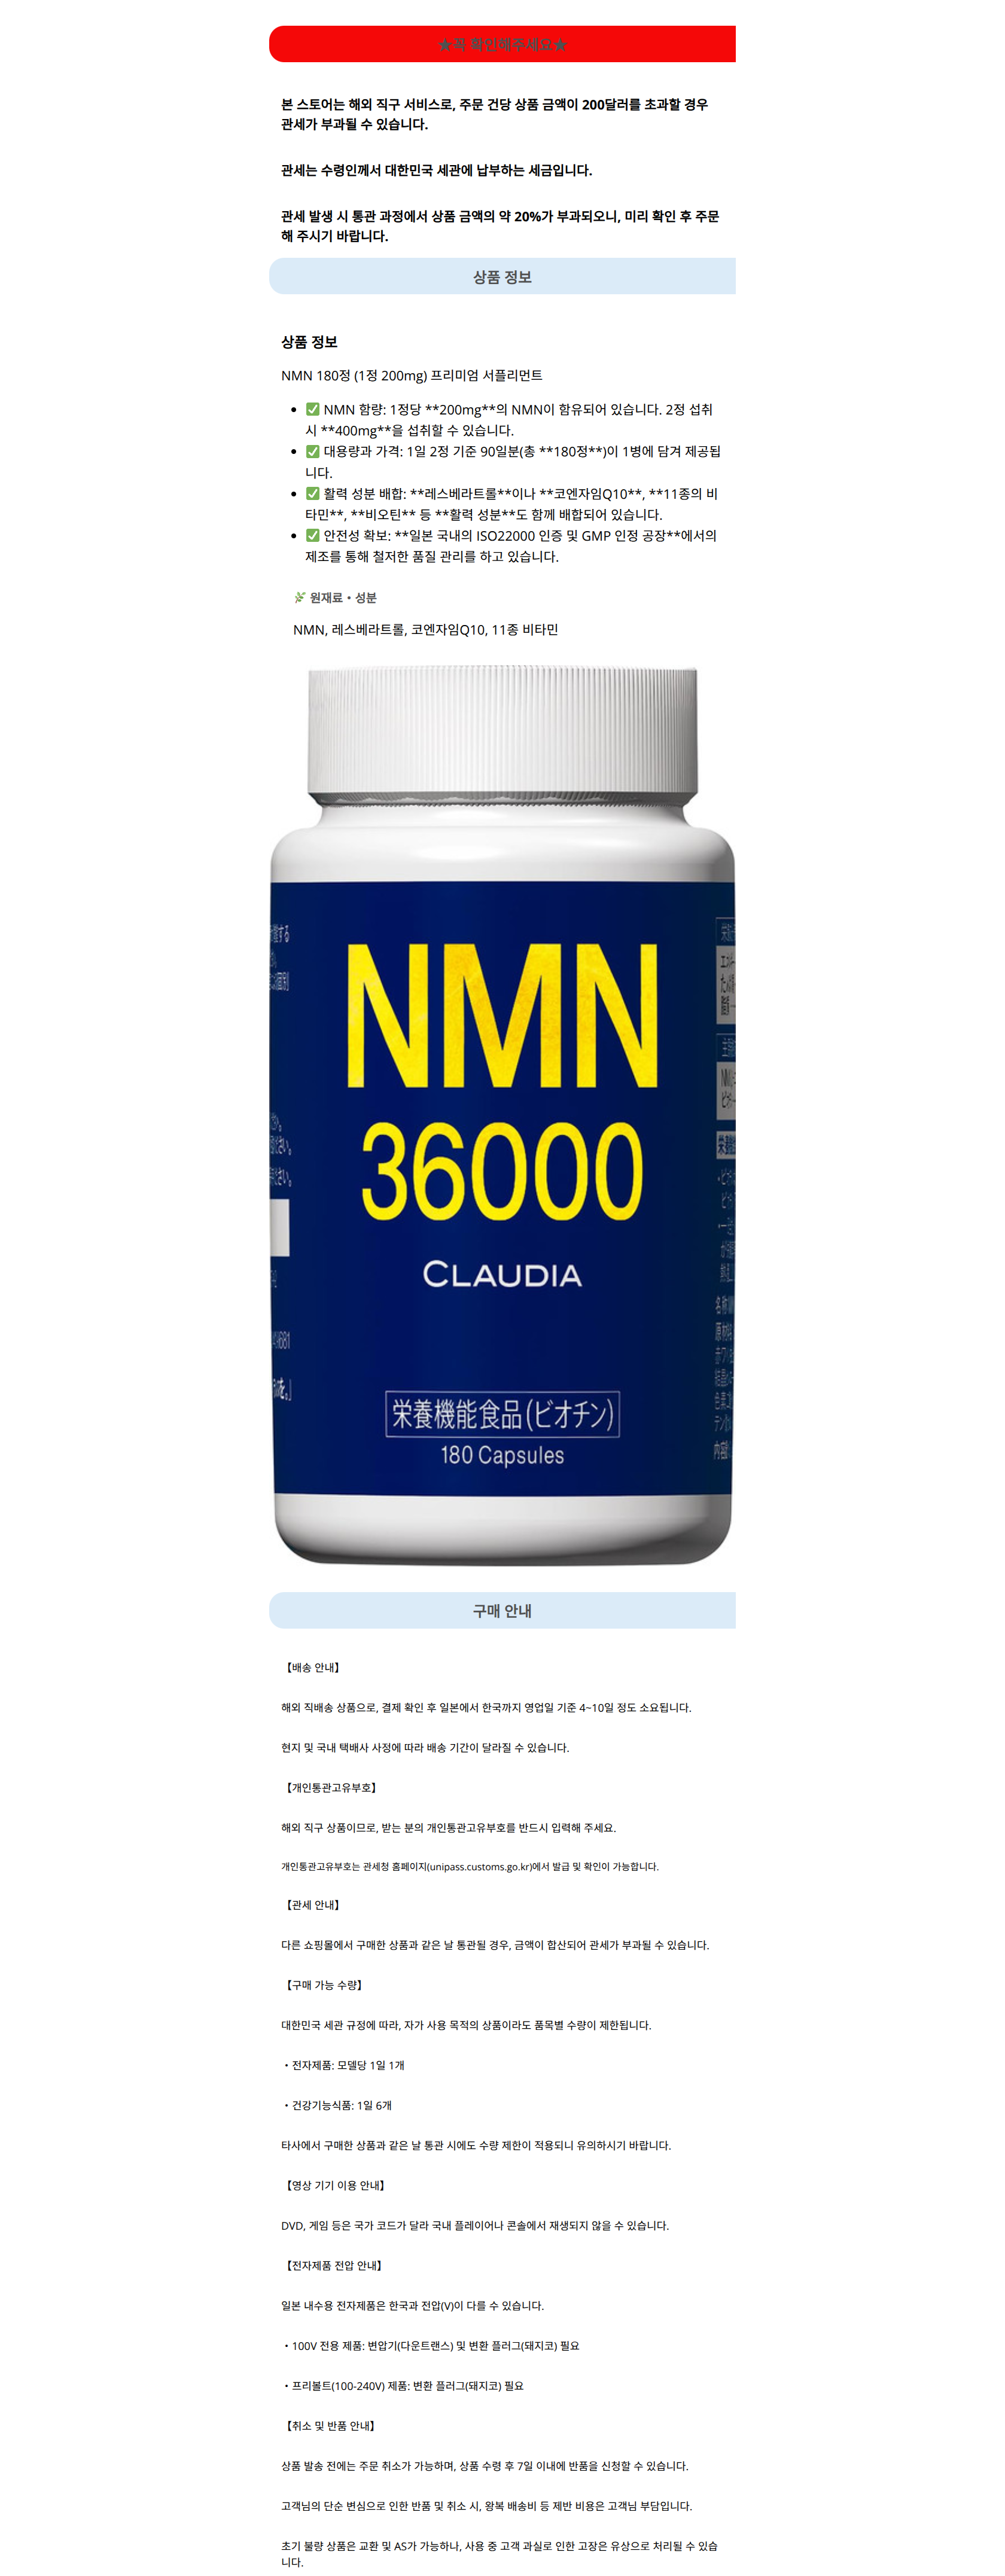 ★꼭 확인해주세요★
본 스토어는 해외 직구 서비스로, 주문 건당 상품 금액이 200달러를 초과할 경우
관세가 부과될 수 있습니다.
관세는 수령인께서 대한민국 세관에 납부하는 세금입니다.
관세 발생 시 통관 과정에서 상품 금액의 약 20%가 부과되오니, 미리 확인 후 주문
해 주시기 바랍니다.
상품 정보
상품 정보
NMN 180정 (1정 200mg) 프리미엄 서플리먼트
• ✅ NMN 함량: 1정당 **200mg**의 NMN이 함유되어 있습니다. 2정 섭취
시 **400mg**을 섭취할 수 있습니다.
• ✅ 대용량과 가격: 1일 2정 기준 90일분(총 **180정**)이 1병에 담겨 제공됩
니다.
• ✅ 활력 성분 배합: **레스베라트롤**이나 **코엔자임Q10**, **11종의 비
타민**, **비오틴** 등 **활력 성분**도 함께 배합되어 있습니다.
• ✅ 안전성 확보: **일본 국내의 ISO22000 인증 및 GMP 인정 공장**에서의
제조를 통해 철저한 품질 관리를 하고 있습니다.
🌿 원재료・성분
NMN, 레스베라트롤, 코엔자임Q10, 11종 비타민
NMN
36000
CLAUDIA
栄養機能食品(ビオチン)
180 Capsules
구매 안내
【배송 안내】
해외 직배송 상품으로, 결제 확인 후 일본에서 한국까지 영업일 기준 4~10일 정도 소요됩니다.
현지 및 국내 택배사 사정에 따라 배송 기간이 달라질 수 있습니다.
【개인통관고유부호】
해외 직구 상품이므로, 받는 분의 개인통관고유부호를 반드시 입력해 주세요.
개인통관고유부호는 관세청 홈페이지(unipass.customs.go.kr)에서 발급 및 확인이 가능합니다.
【관세 안내】
다른 쇼핑몰에서 구매한 상품과 같은 날 통관될 경우, 금액이 합산되어 관세가 부과될 수 있습니다.
【구매 가능 수량】
대한민국 세관 규정에 따라, 자가 사용 목적의 상품이라도 품목별 수량이 제한됩니다.
・전자제품: 모델당 1일 1개
・건강기능식품: 1일 6개
타사에서 구매한 상품과 같은 날 통관 시에도 수량 제한이 적용되니 유의하시기 바랍니다.
【영상 기기 이용 안내】
DVD, 게임 등은 국가 코드가 달라 국내 플레이어나 콘솔에서 재생되지 않을 수 있습니다.
【전자제품 전압 안내】
일본 내수용 전자제품은 한국과 전압(V)이 다를 수 있습니다.
・100V 전용 제품: 변압기(다운트랜스) 및 변환 플러그(돼지코) 필요
・프리볼트(100-240V) 제품: 변환 플러그(돼지코) 필요
【취소 및 반품 안내】
상품 발송 전에는 주문 취소가 가능하며, 상품 수령 후 7일 이내에 반품을 신청할 수 있습니다.
고객님의 단순 변심으로 인한 반품 및 취소 시, 왕복 배송비 등 제반 비용은 고객님 부담입니다.
초기 불량 상품은 교환 및 AS가 가능하나, 사용 중 고객 과실로 인한 고장은 유상으로 처리될 수 있습
니다.